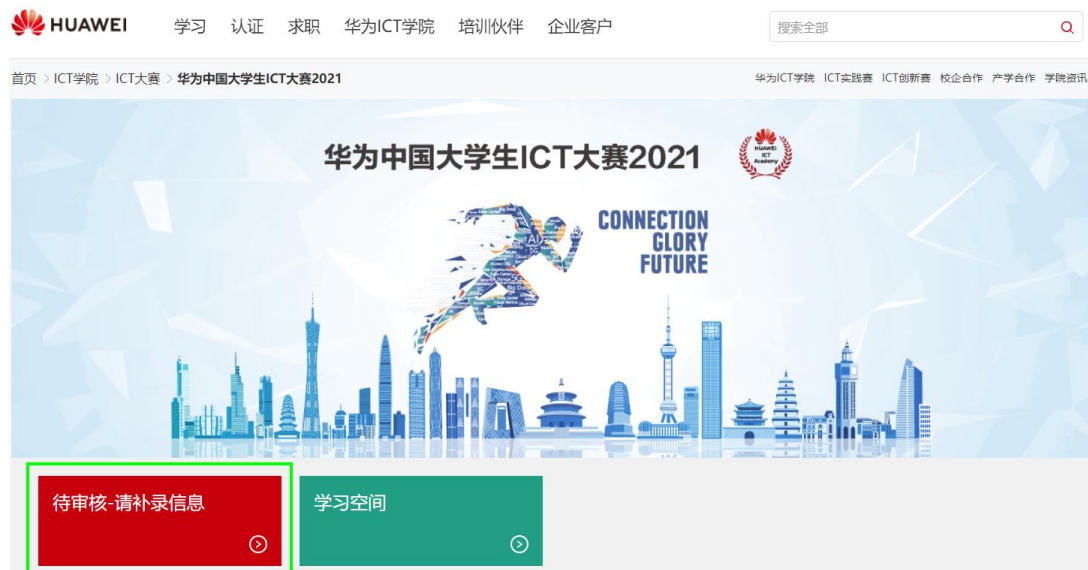 HUAWEI 学习 认证 求职 华为ICT学院 培训伙伴 企业客户 搜索全部
首页 > ICT学院 > ICT大赛 > 华为中国大学生ICT大赛2021 华为ICT学院 ICT实践赛 ICT创新赛 校企合作 产学合作 学院资讯
华为中国大学生ICT大赛2021
HUAWEI
ICT
Academy
CONNECTION
GLORY
FUTURE
AI
5G
Big Data
待审核-请补录信息 学习空间